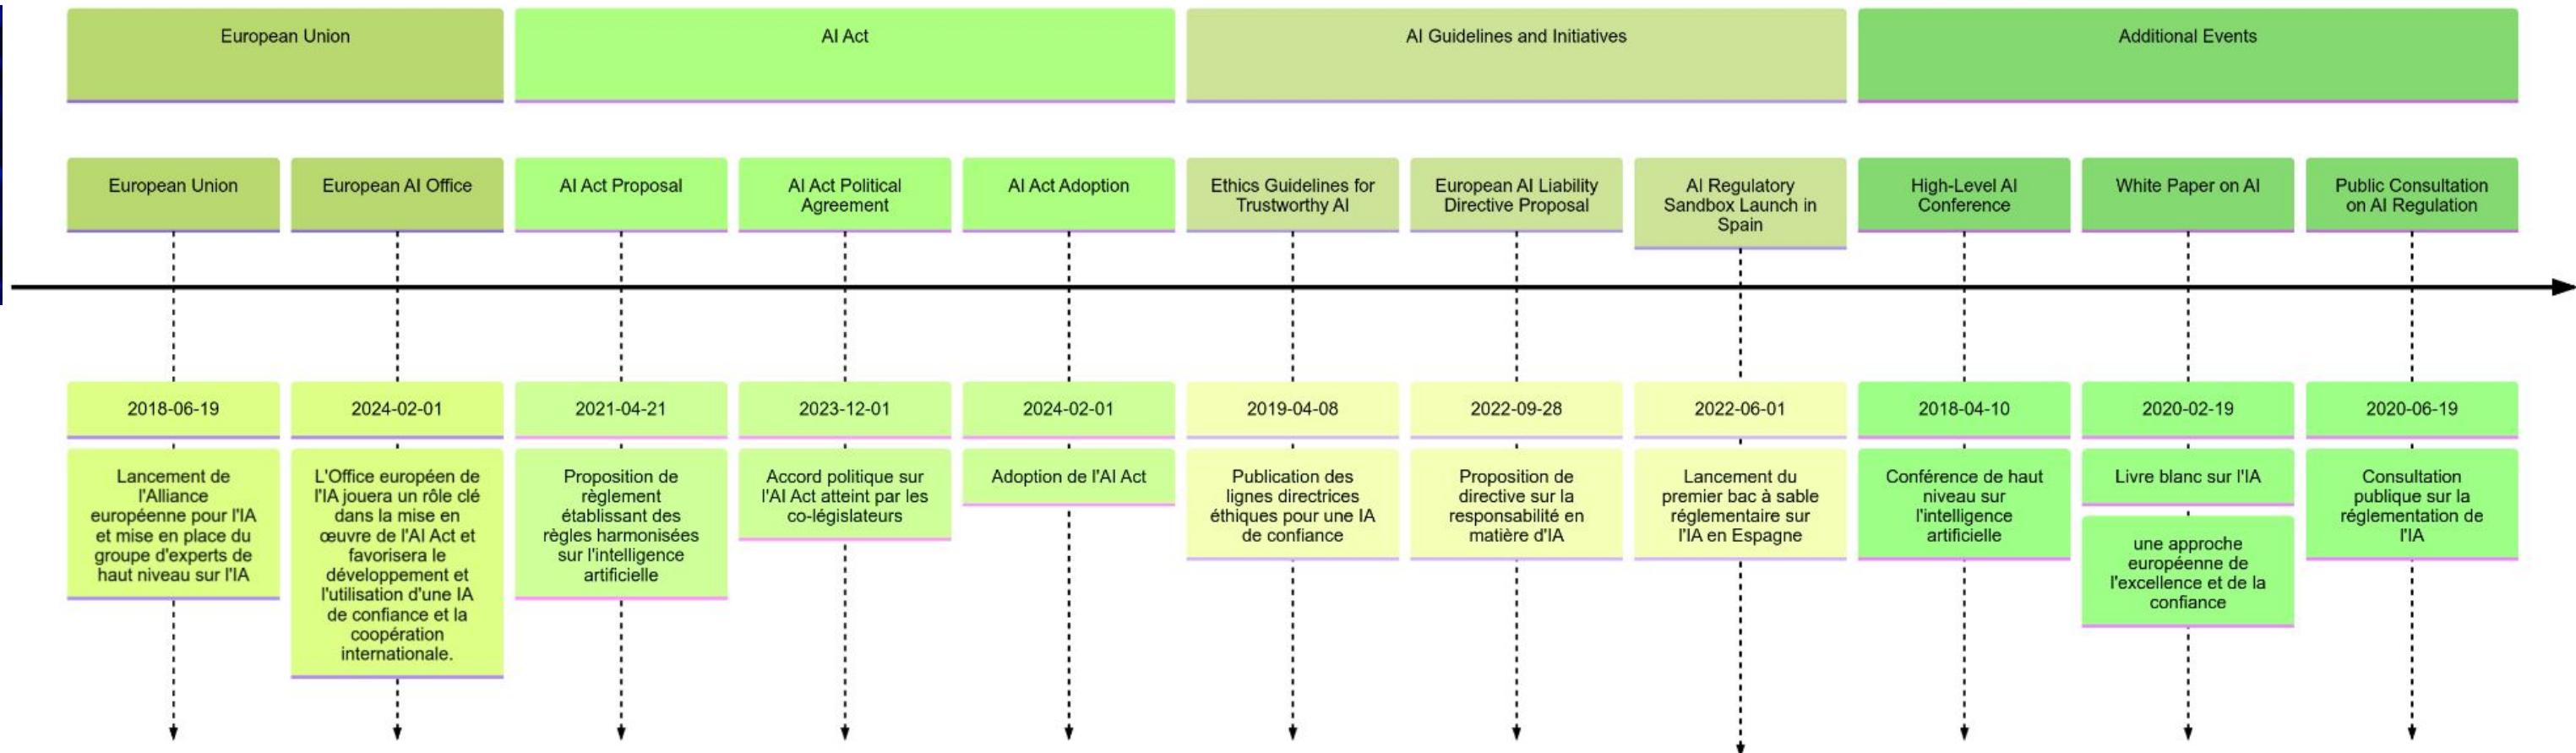 European Union
AI Act
AI Guidelines and Initiatives
Additional Events
European Union
European AI Office
AI Act Proposal
AI Act Political
Agreement
AI Act Adoption
Ethics Guidelines for
Trustworthy AI
European AI Liability
Directive Proposal
AI Regulatory
Sandbox Launch in
Spain
High-Level AI
Conference
White Paper on AI
Public Consultation
on AI Regulation
2018-06-19
2024-02-01
2021-04-21
2023-12-01
2024-02-01
2019-04-08
2022-09-28
2022-06-01
2018-04-10
2020-02-19
2020-06-19
Lancement de
l'Alliance
européenne pour l'IA
et mise en place du
groupe d'experts de
haut niveau sur l'IA
L'Office européen de
l'IA jouera un rôle clé
dans la mise en
œuvre de l'AI Act et
favorisera le
développement et
l'utilisation d'une IA
de confiance et la
coopération
internationale.
Proposition de
règlement
établissant des
règles harmonisées
sur l'intelligence
artificielle
Accord politique sur
l'AI Act atteint par les
co-législateurs
Adoption de l'AI Act
Publication des
lignes directrices
éthiques pour une IA
de confiance
Proposition de
directive sur la
responsabilité en
matière d'IA
Lancement du
premier bac à sable
réglementaire sur
l'IA en Espagne
Conférence de haut
niveau sur
l'intelligence
artificielle
Livre blanc sur l'IA
une approche
européenne de
l'excellence et de la
confiance
Consultation
publique sur la
réglementation de
l'IA